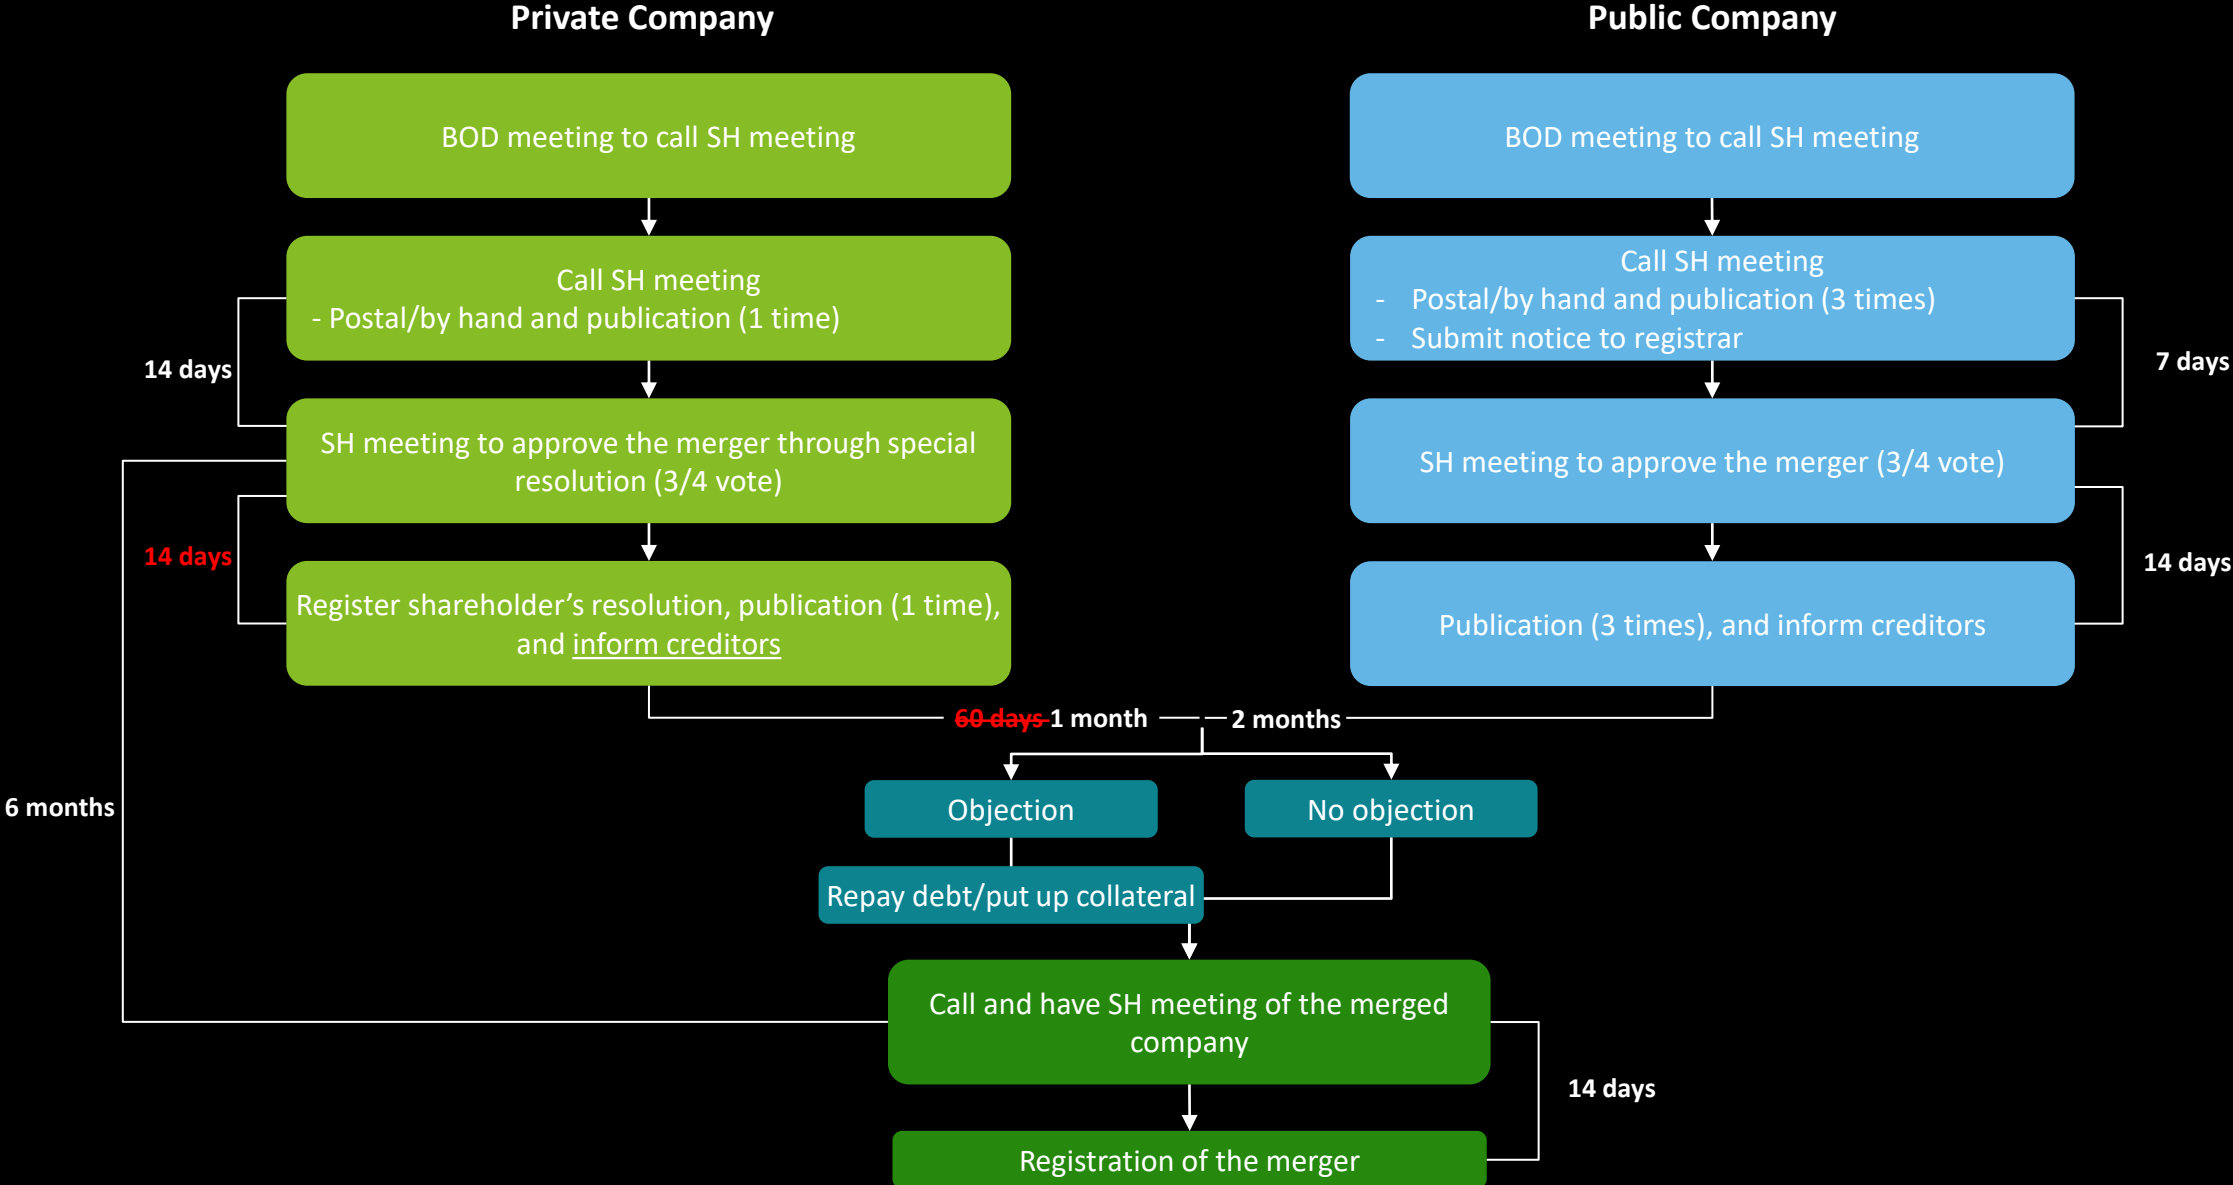 Private Company
BOD meeting to call SH meeting
Call SH meeting
- Postal/by hand and publication (1 time)
14 days
SH meeting to approve the merger through special
resolution (3/4 vote)
14 days
Register shareholder’s resolution, publication (1 time),
and inform creditors
Public Company
BOD meeting to call SH meeting
Call SH meeting
- Postal/by hand and publication (3 times)
- Submit notice to registrar
7 days
SH meeting to approve the merger (3/4 vote)
14 days
Publication (3 times), and inform creditors
60 days 1 month
2 months
Objection
No objection
6 months
Repay debt/put up collateral
Call and have SH meeting of the merged
company
14 days
Registration of the merger